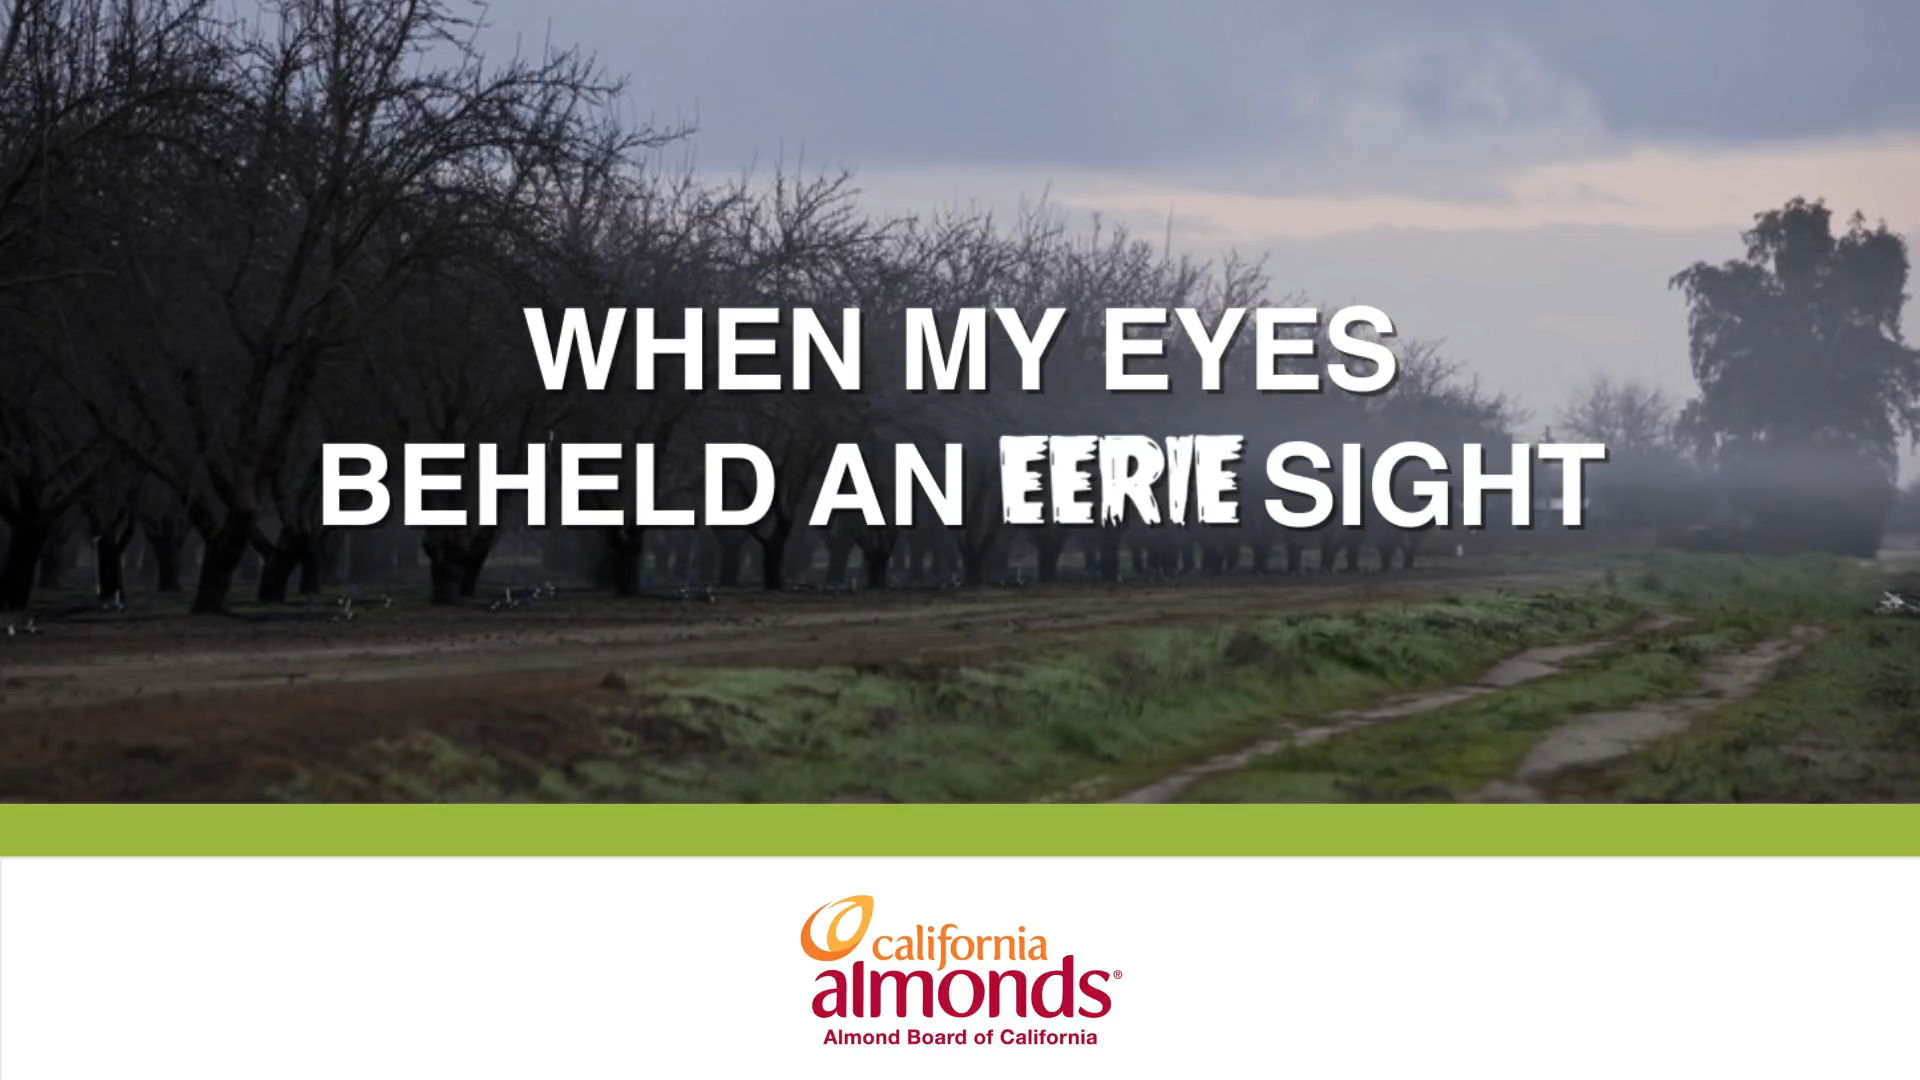 WHEN MY EYES
BEHELD AN EERIE SIGHT
california
almonds®
Almond Board of California